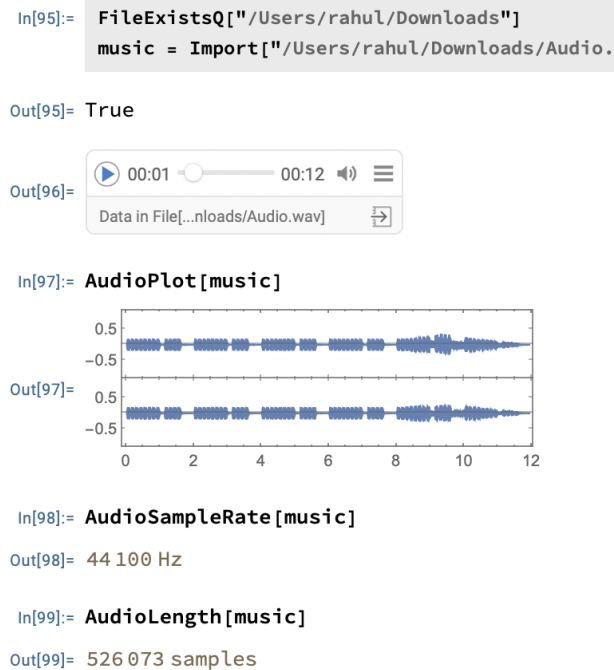 In[95]:= FileExistsQ["/Users/rahul/Downloads"]
music = Import["/Users/rahul/Downloads/Audio.
Out[95]= True
Out[96]= 00:01 00:12
Data in File[...nloads/Audio.wav]
In[97]:= AudioPlot[music]
Out[97]=
0.5
-0.5
0.5
-0.5
0 2 4 6 8 10 12
In[98]:= AudioSampleRate[music]
Out[98]= 44 100 Hz
In[99]:= AudioLength[music]
Out[99]= 526 073 samples